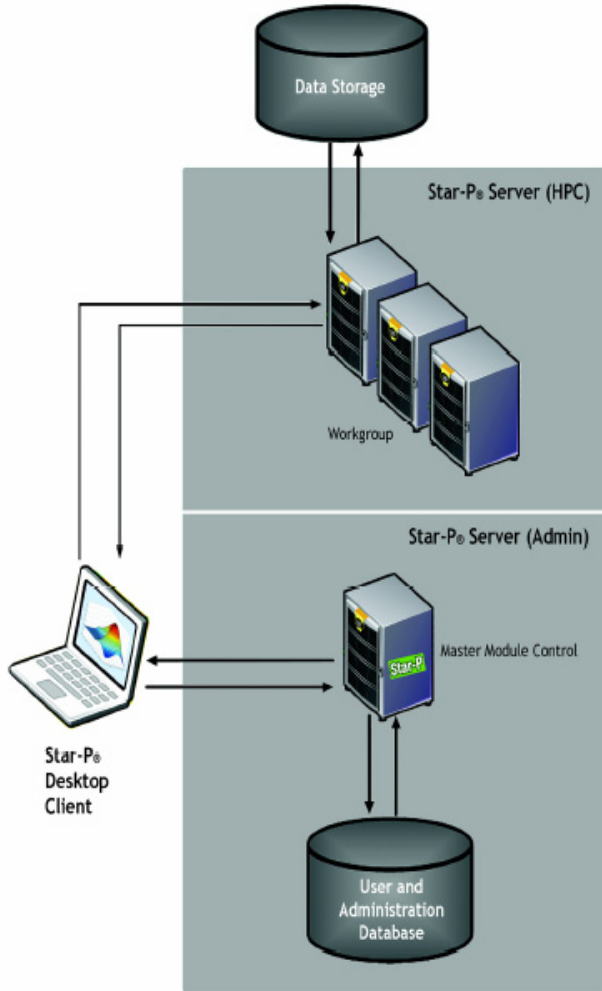 Data Storage
Star-P® Server (HPC)
Workgroup
Star-P® Server (Admin)
Master Module Control
Star-P
Star-P®
Desktop
Client
User and
Administration
Database